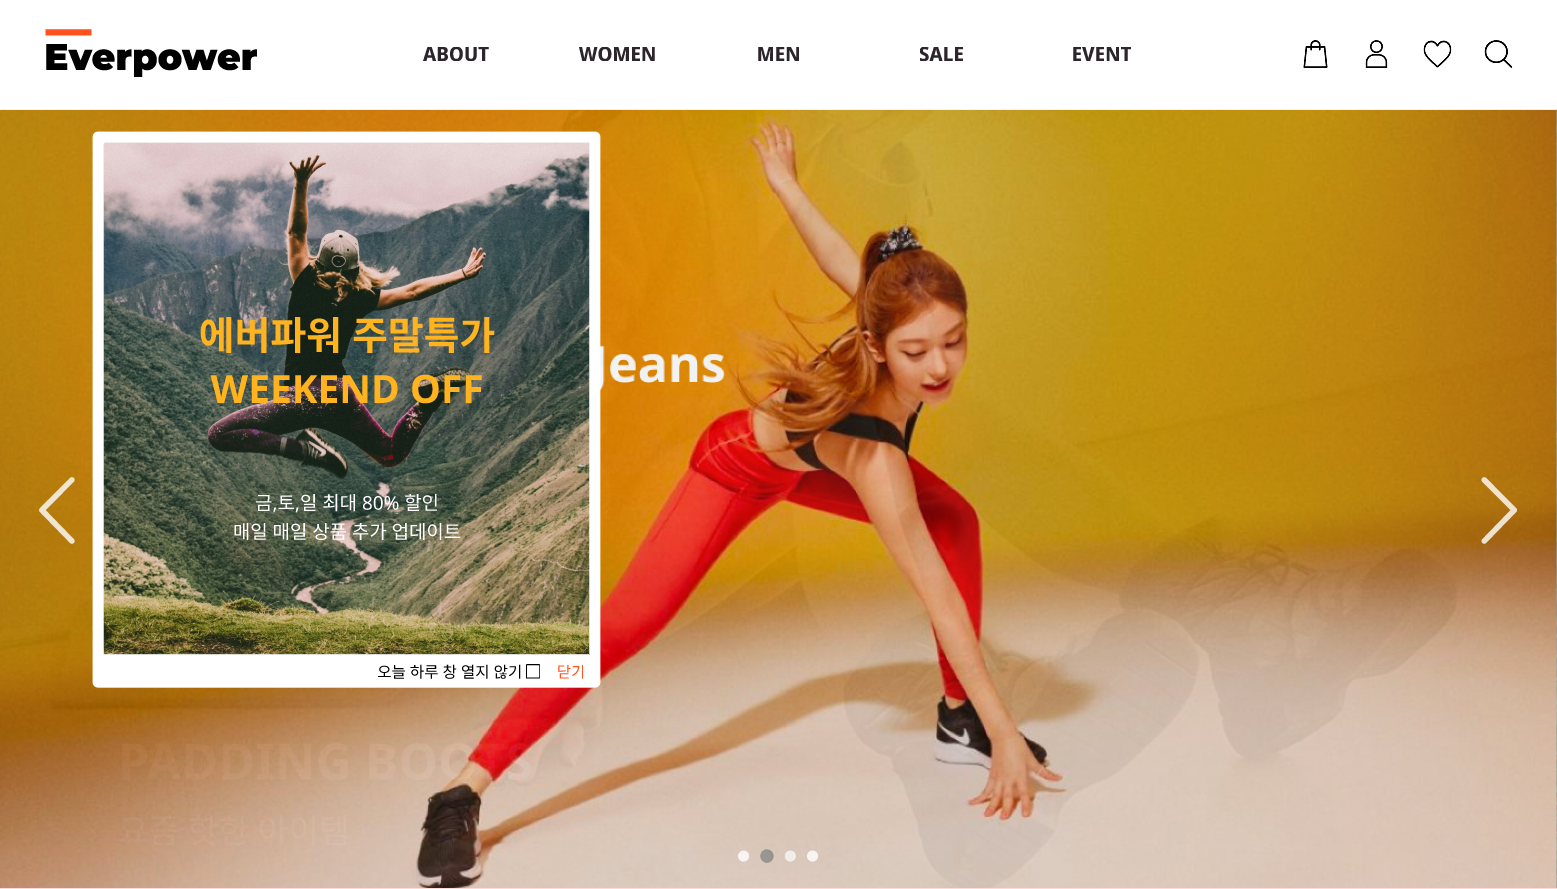 Everpower
ABOUT
WOMEN
MEN
SALE
EVENT
에버파워 주말특가
WEEKEND OFF
Jeans
금,토,일 최대 80% 할인
매일 매일 상품 추가 업데이트
오늘 하루 창 열지 않기
닫기
PADDING BOOTS
요즘 핫한 아이템